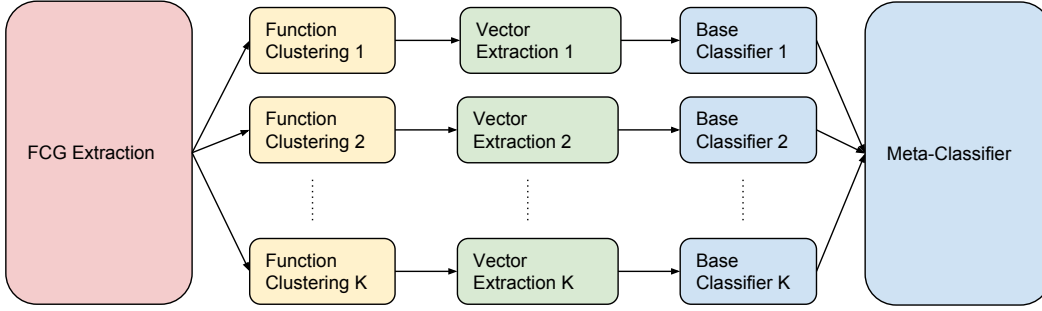 FCG Extraction
Function
Clustering 1
Vector
Extraction 1
Base
Classifier 1
Function
Clustering 2
Vector
Extraction 2
Base
Classifier 2
Function
Clustering K
Vector
Extraction K
Base
Classifier K
Meta-Classifier